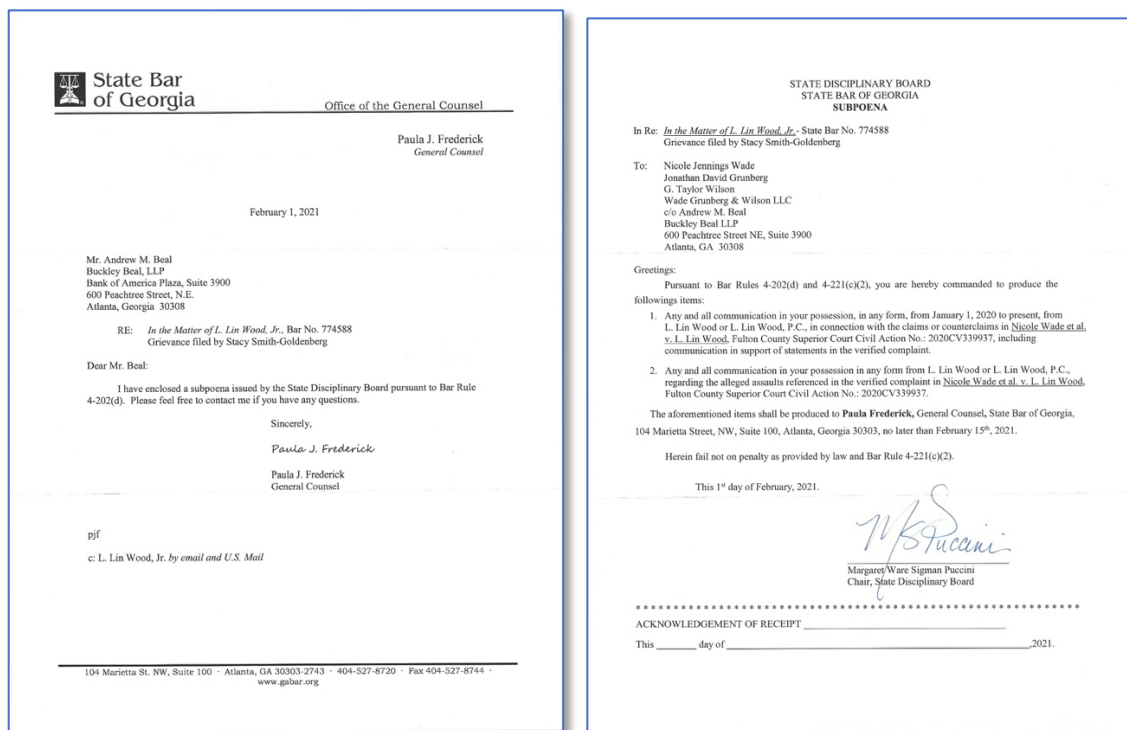 State Bar
of Georgia
Office of the General Counsel
Paula J. Frederick
General Counsel
February 1, 2021
Mr. Andrew M. Beal
Buckley Beal, LLP
Bank of America Plaza, Suite 3900
600 Peachtree Street, N.E.
Atlanta, Georgia 30308
RE: In the Matter of L. Lin Wood, Jr., Bar No. 774588
Grievance filed by Stacy Smith-Goldenberg
Dear Mr. Beal:
I have enclosed a subpoena issued by the State Disciplinary Board pursuant to Bar Rule
4-202(d). Please feel free to contact me if you have any questions.
Sincerely,
Paula J. Frederick
Paula J. Frederick
General Counsel
pjf
c: L. Lin Wood, Jr. by email and U.S. Mail
104 Marietta St. NW, Suite 100 · Atlanta, GA 30303-2743 · 404-527-8720 · Fax 404-527-8744 ·
www.gabar.org
STATE DISCIPLINARY BOARD
STATE BAR OF GEORGIA
SUBPOENA
In Re: In the Matter of L. Lin Wood, Jr.- State Bar No. 774588
Grievance filed by Stacy Smith-Goldenberg
To: Nicole Jennings Wade
Jonathan David Grunberg
G. Taylor Wilson
Wade Grunberg & Wilson LLC
c/o Andrew M. Beal
Buckley Beal LLP
600 Peachtree Street NE, Suite 3900
Atlanta, GA 30308
Greetings:
Pursuant to Bar Rules 4-202(d) and 4-221(c)(2), you are hereby commanded to produce the
followings items:
1. Any and all communication in your possession, in any form, from January 1, 2020 to present, from
L. Lin Wood or L. Lin Wood, P.C., in connection with the claims or counterclaims in Nicole Wade et al.
v. L. Lin Wood, Fulton County Superior Court Civil Action No.: 2020CV339937, including
communication in support of statements in the verified complaint.
2. Any and all communication in your possession in any form from L. Lin Wood or L. Lin Wood, P.C.,
regarding the alleged assaults referenced in the verified complaint in Nicole Wade et al. v. L. Lin Wood,
Fulton County Superior Court Civil Action No.: 2020CV339937.
The aforementioned items shall be produced to Paula Frederick, General Counsel, State Bar of Georgia,
104 Marietta Street, NW, Suite 100, Atlanta, Georgia 30303, no later than February 15th, 2021.
Herein fail not on penalty as provided by law and Bar Rule 4-221(c)(2).
This 1st day of February, 2021.
MS Puccini
Margaret Ware Sigman Puccini
Chair, State Disciplinary Board
* * * * * * * * * * * * * * * * * * * * * * * * * * * * * * * * * * * * * * * * * * * * * * * * * * * * * * * * * * *
ACKNOWLEDGEMENT OF RECEIPT ____________________
This ______ day of ____________________,2021.